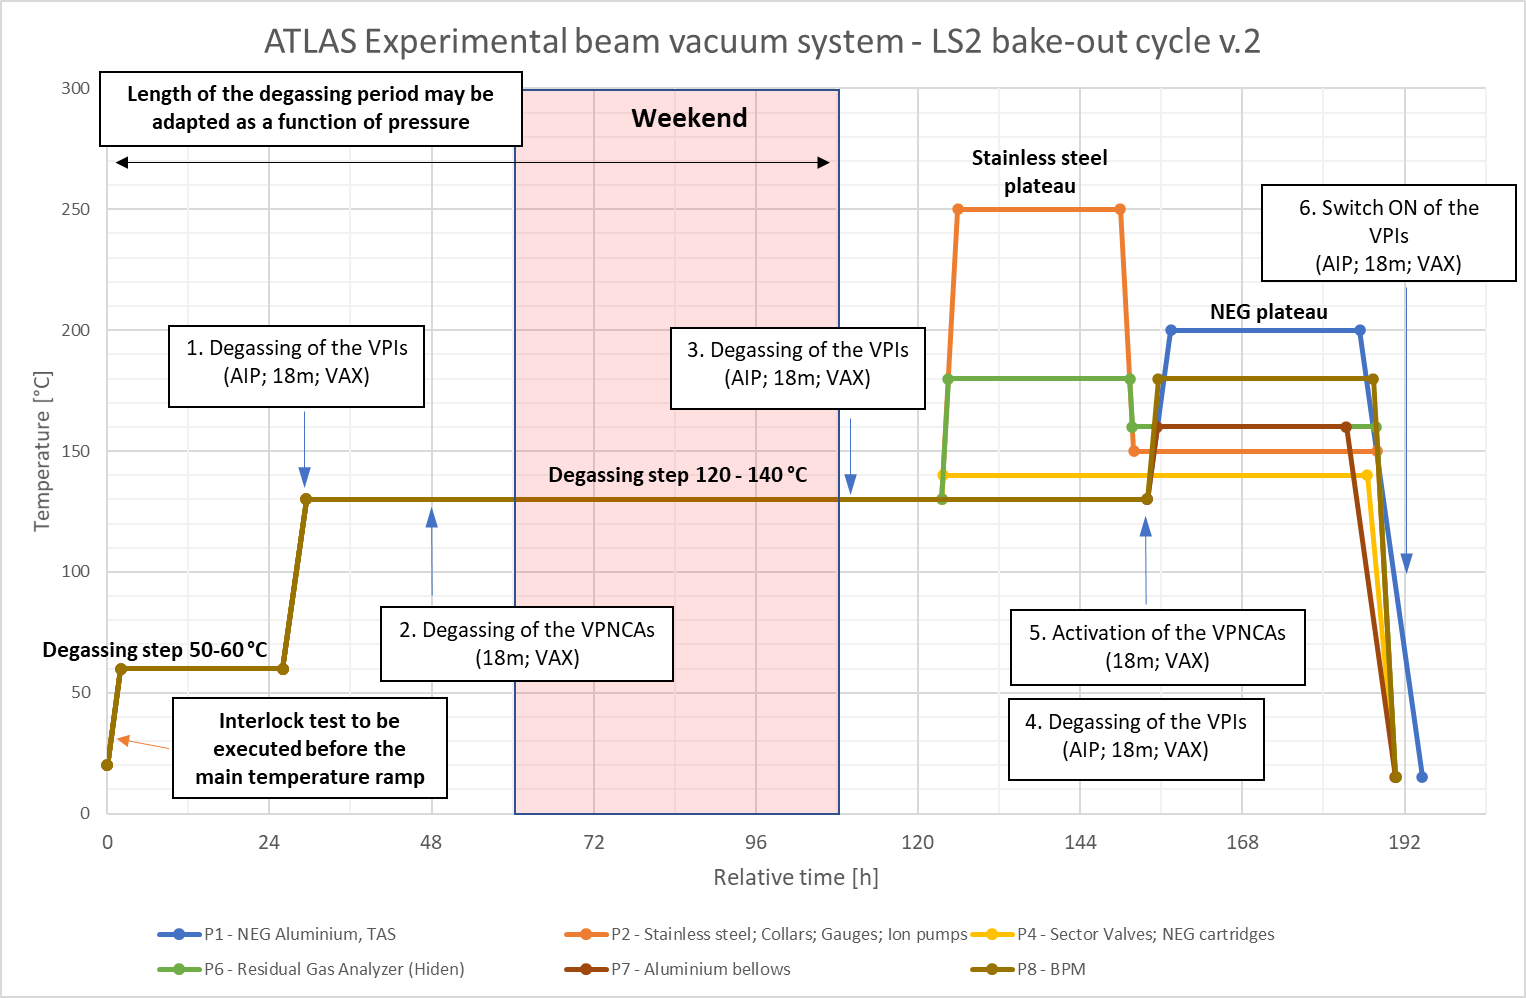 ATLAS Experimental beam vacuum system - LS2 bake-out cycle v.2
Length of the degassing period may be
adapted as a function of pressure
Weekend
Stainless steel
plateau
6. Switch ON of the
VPIs
(AIP; 18m; VAX)
NEG plateau
1. Degassing of the VPIs
(AIP; 18m; VAX)
3. Degassing of the VPIs
(AIP; 18m; VAX)
Degassing step 120 - 140 °C
2. Degassing of the VPNCAs
(18m; VAX)
5. Activation of the VPNCAs
(18m; VAX)
Degassing step 50-60 °C
4. Degassing of the VPIs
(AIP; 18m; VAX)
Interlock test to be
executed before the
main temperature ramp
Temperature [°C]
300
250
200
150
100
50
0
0 24 48 72 96 120 144 168 192
Relative time [h]
P1 - NEG Aluminium, TAS
P2 - Stainless steel; Collars; Gauges; Ion pumps
P4 - Sector Valves; NEG cartridges
P6 - Residual Gas Analyzer (Hiden)
P7 - Aluminium bellows
P8 - BPM